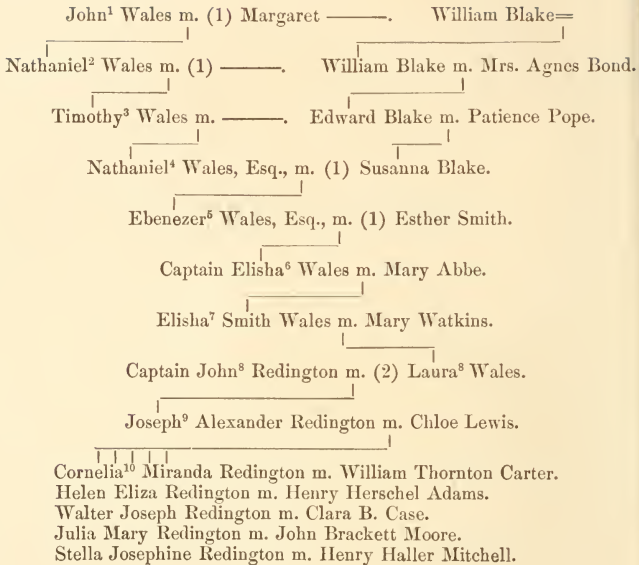 John¹ Wales m. (1) Margaret ———. William Blake=
Nathaniel² Wales m. (1) ———. William Blake m. Mrs. Agnes Bond.
Timothy³ Wales m. ———. Edward Blake m. Patience Pope.
Nathaniel⁴ Wales, Esq., m. (1) Susanna Blake.
Ebenezer⁵ Wales, Esq., m. (1) Esther Smith.
Captain Elisha⁶ Wales m. Mary Abbe.
Elisha⁷ Smith Wales m. Mary Watkins.
Captain John⁸ Redington m. (2) Laura⁸ Wales.
Joseph⁹ Alexander Redington m. Chloe Lewis.
Cornelia¹⁰ Miranda Redington m. William Thornton Carter.
Helen Eliza Redington m. Henry Herschel Adams.
Walter Joseph Redington m. Clara B. Case.
Julia Mary Redington m. John Brackett Moore.
Stella Josephine Redington m. Henry Haller Mitchell.